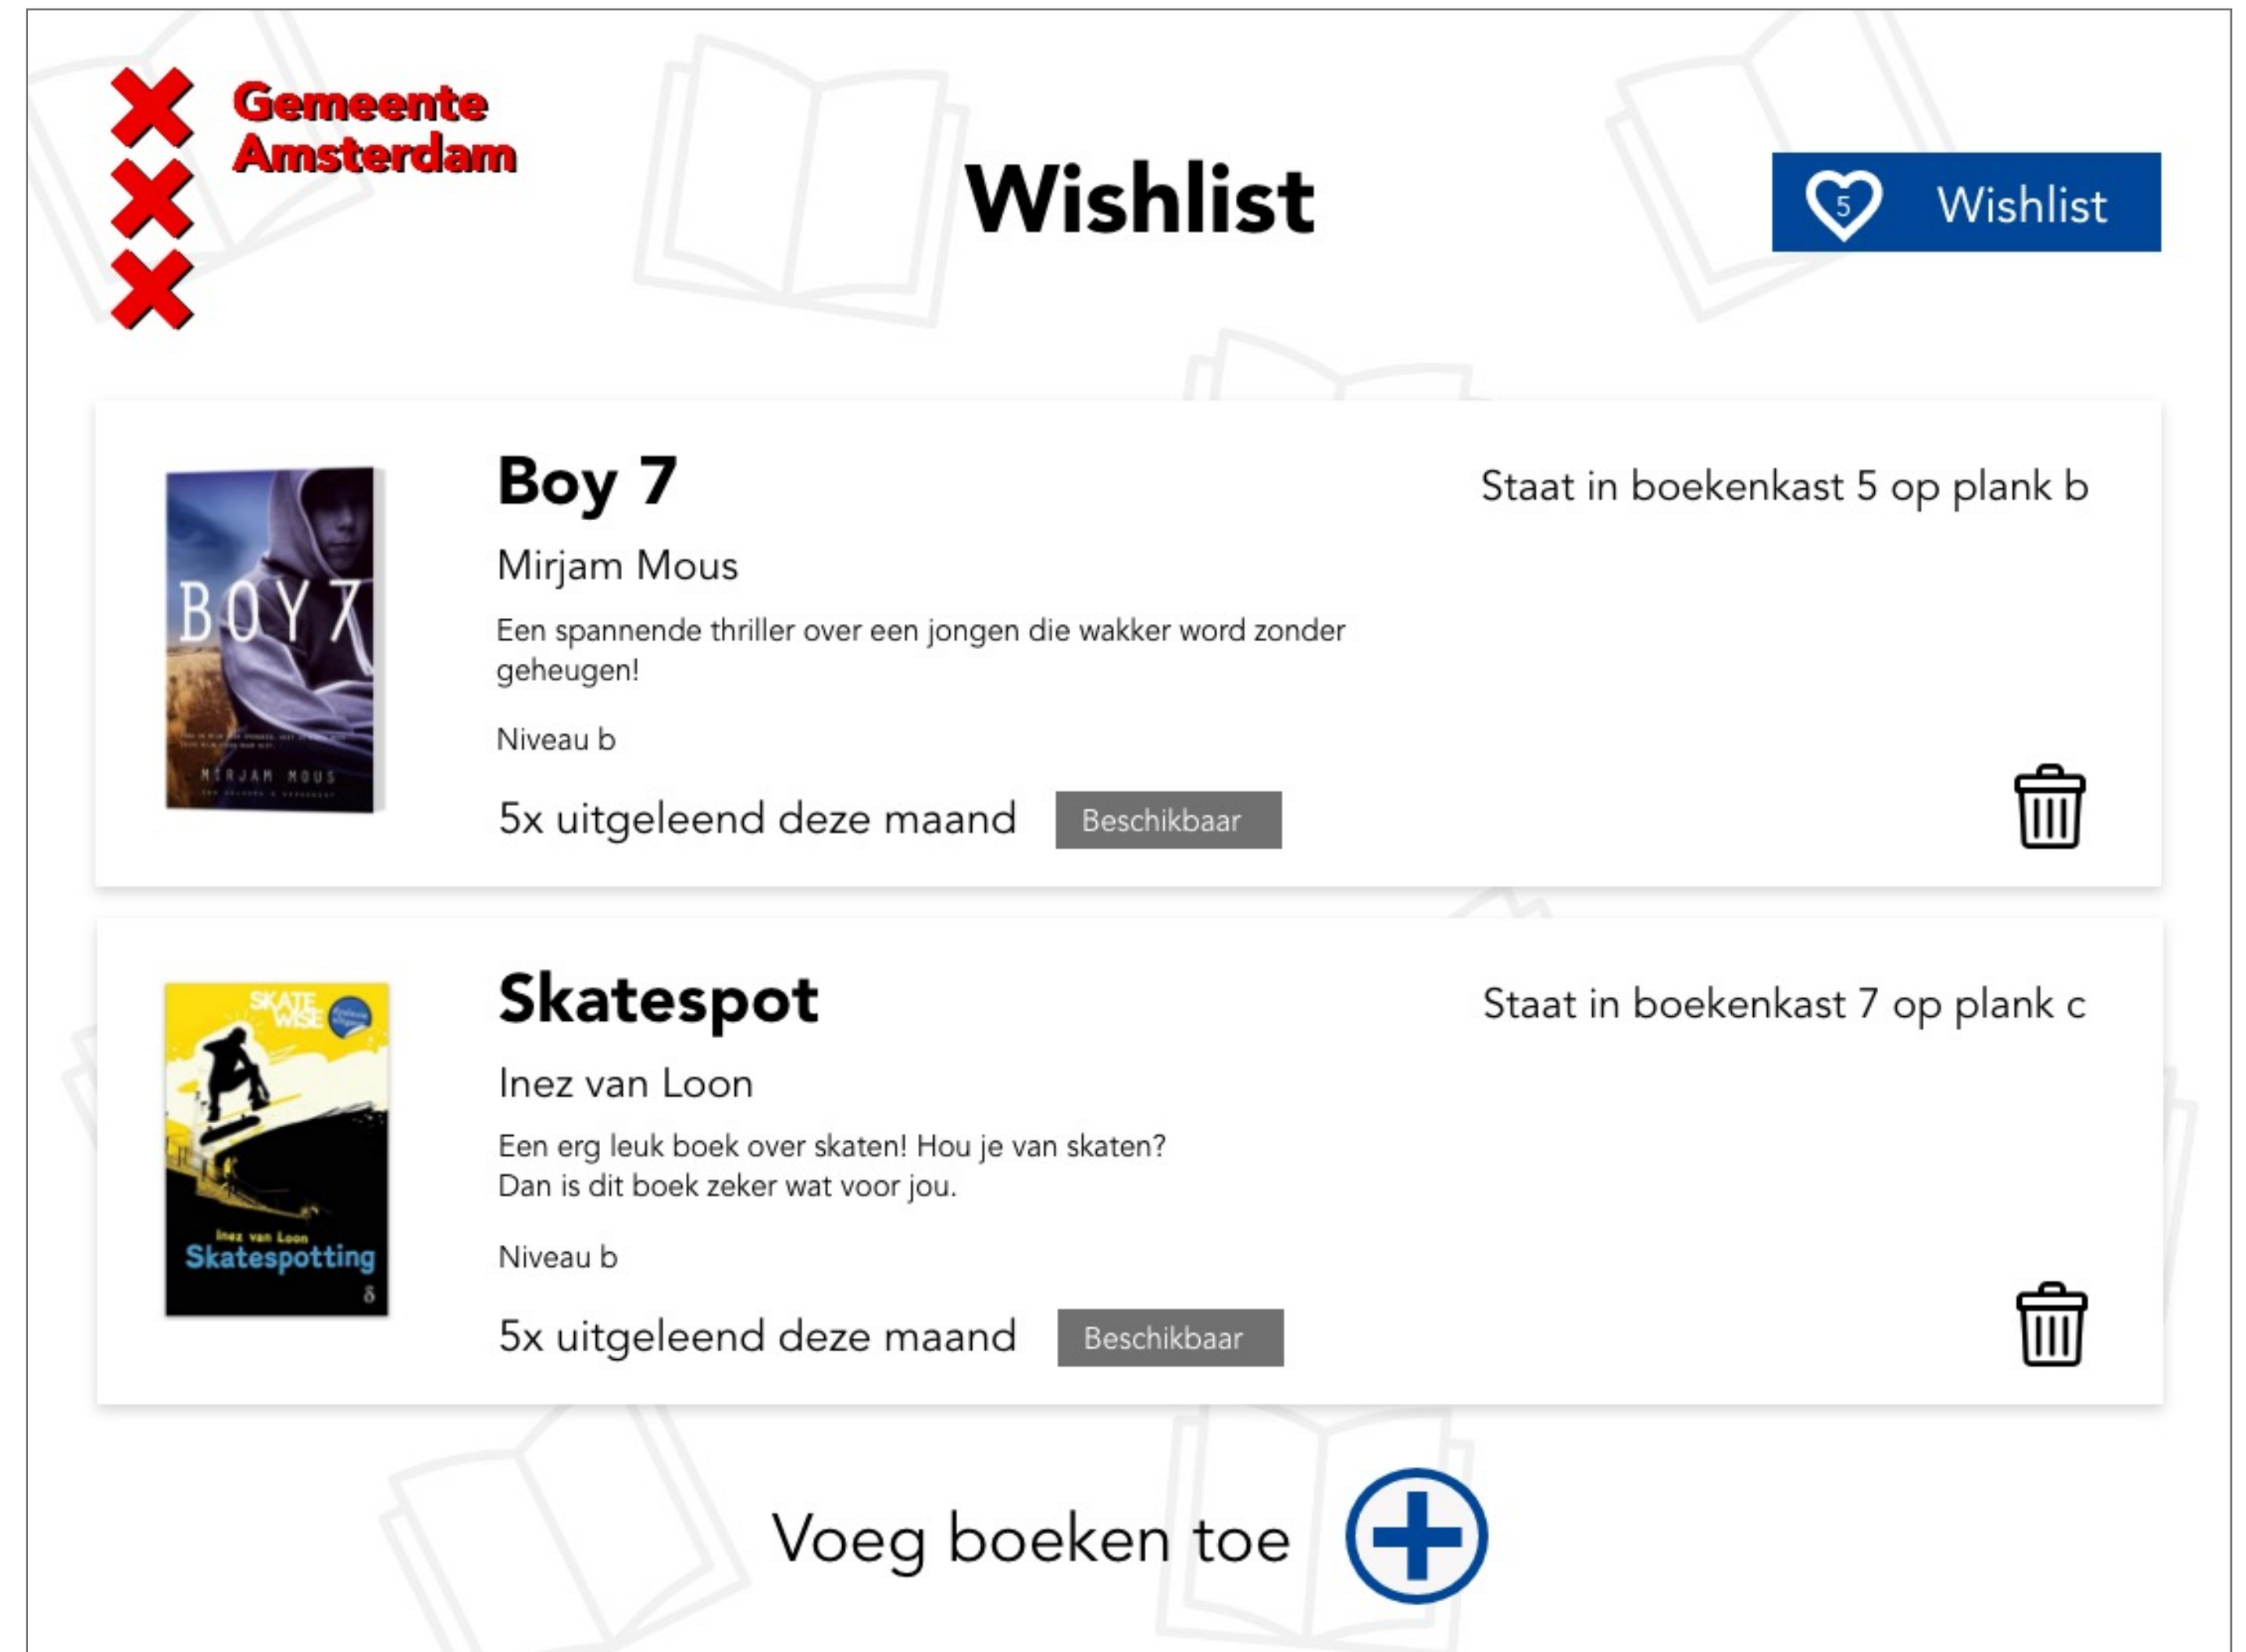 Gemeente
Amsterdam
Wishlist
5 Wishlist
Boy 7
Staat in boekenkast 5 op plank b
Mirjam Mous
Een spannende thriller over een jongen die wakker word zonder
geheugen!
Niveau b
5x uitgeleend deze maand
Beschikbaar
BOY 7
MIRJAM MOUS
Skatespot
Staat in boekenkast 7 op plank c
Inez van Loon
Een erg leuk boek over skaten! Hou je van skaten?
Dan is dit boek zeker wat voor jou.
Niveau b
5x uitgeleend deze maand
Beschikbaar
SKATE
WISE
Inez van Loon
Skatespotting
Voeg boeken toe